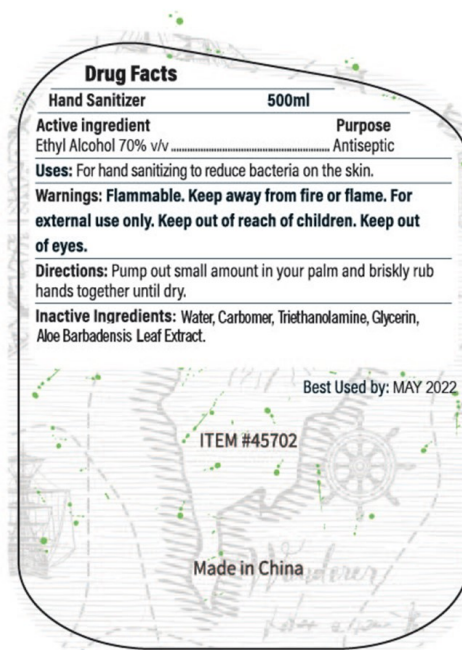 Drug Facts
Hand Sanitizer 500ml
Active ingredient Purpose
Ethyl Alcohol 70% v/v ........................................................ Antiseptic
Uses: For hand sanitizing to reduce bacteria on the skin.
Warnings: Flammable. Keep away from fire or flame. For
external use only. Keep out of reach of children. Keep out
of eyes.
Directions: Pump out small amount in your palm and briskly rub
hands together until dry.
Inactive Ingredients: Water, Carbomer, Triethanolamine, Glycerin,
Aloe Barbadensis Leaf Extract.
Best Used by: MAY 2022
ITEM #45702
Made in China
Wanderer